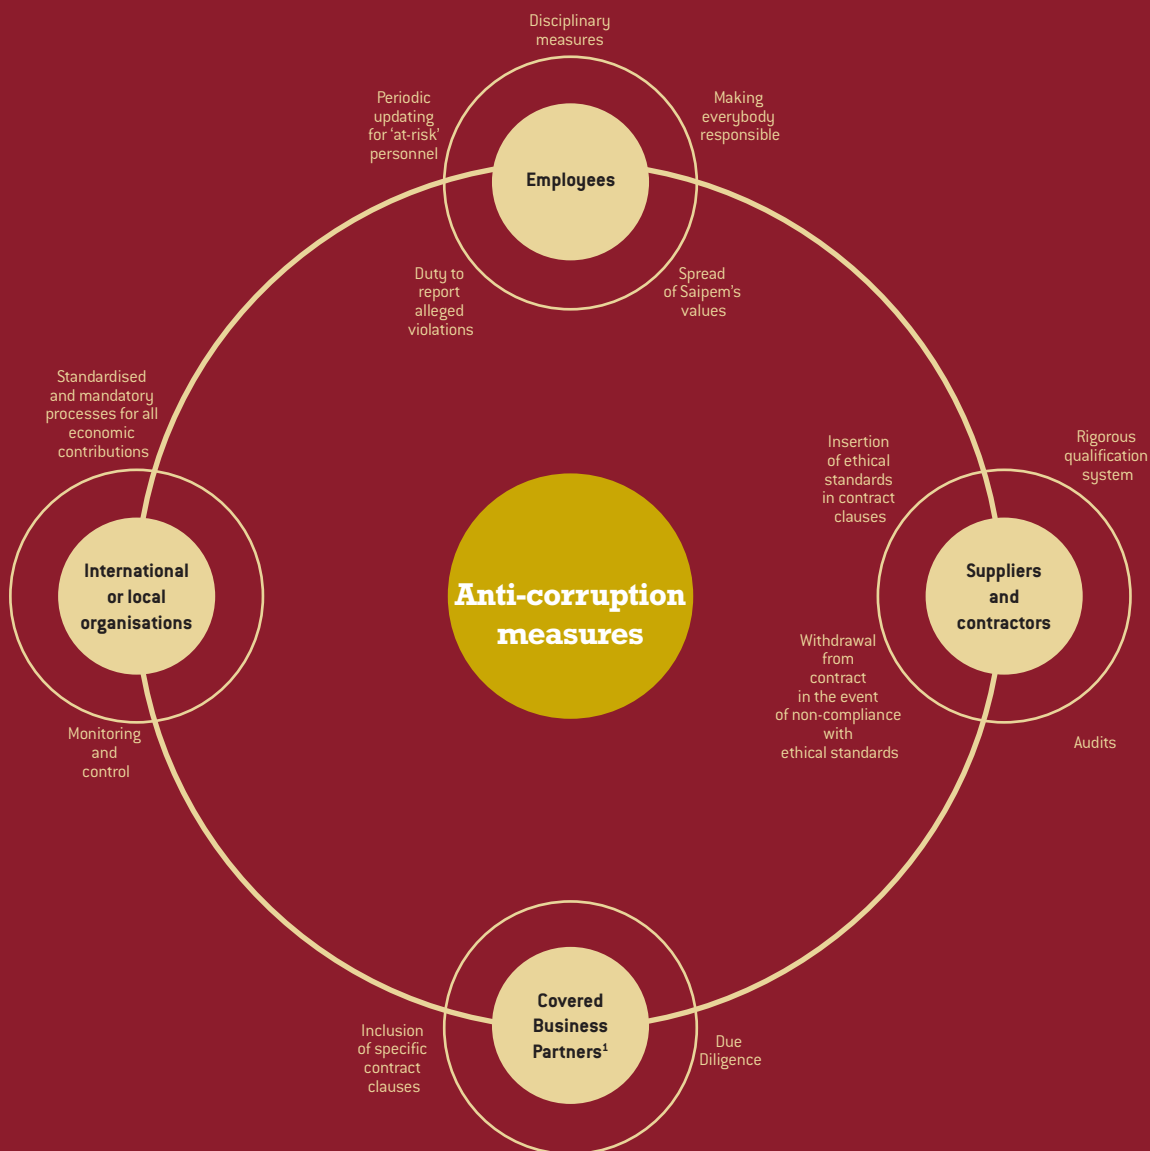 Disciplinary
measures
Periodic
updating
for ‘at-risk’
personnel
Making
everybody
responsible
Employees
Duty to
report
alleged
violations
Spread
of Saipem’s
values
Standardised
and mandatory
processes for all
economic
contributions
International
or local
organisations
Monitoring
and
control
Anti-corruption
measures
Insertion
of ethical
standards
in contract
clauses
Rigorous
qualification
system
Suppliers
and
contractors
Withdrawal
from
contract
in the event
of non-compliance
with
ethical standards
Audits
Covered
Business
Partners¹
Inclusion
of specific
contract
clauses
Due
Diligence